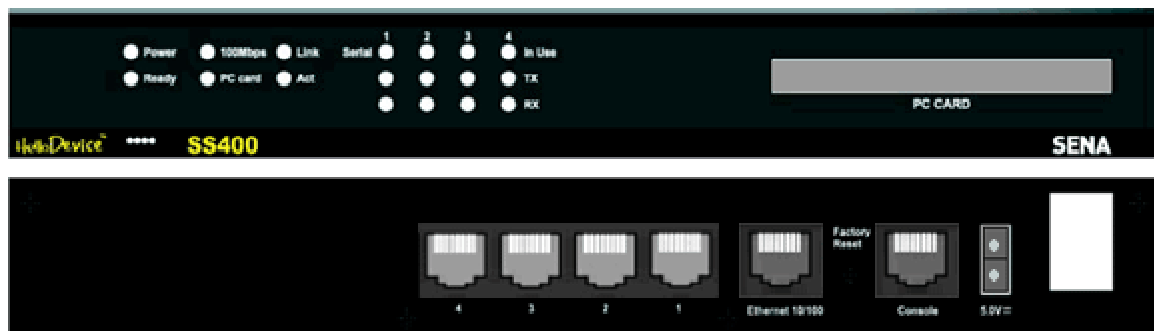 1 2 3 4
Power 100Mbps Link Serial In Use
Ready PC card Act TX
RX
PC CARD
HelloDevice™ SS400 SENA
Factory
Reset
4 3 2 1 Ethernet 10/100 Console 5.0V⎓